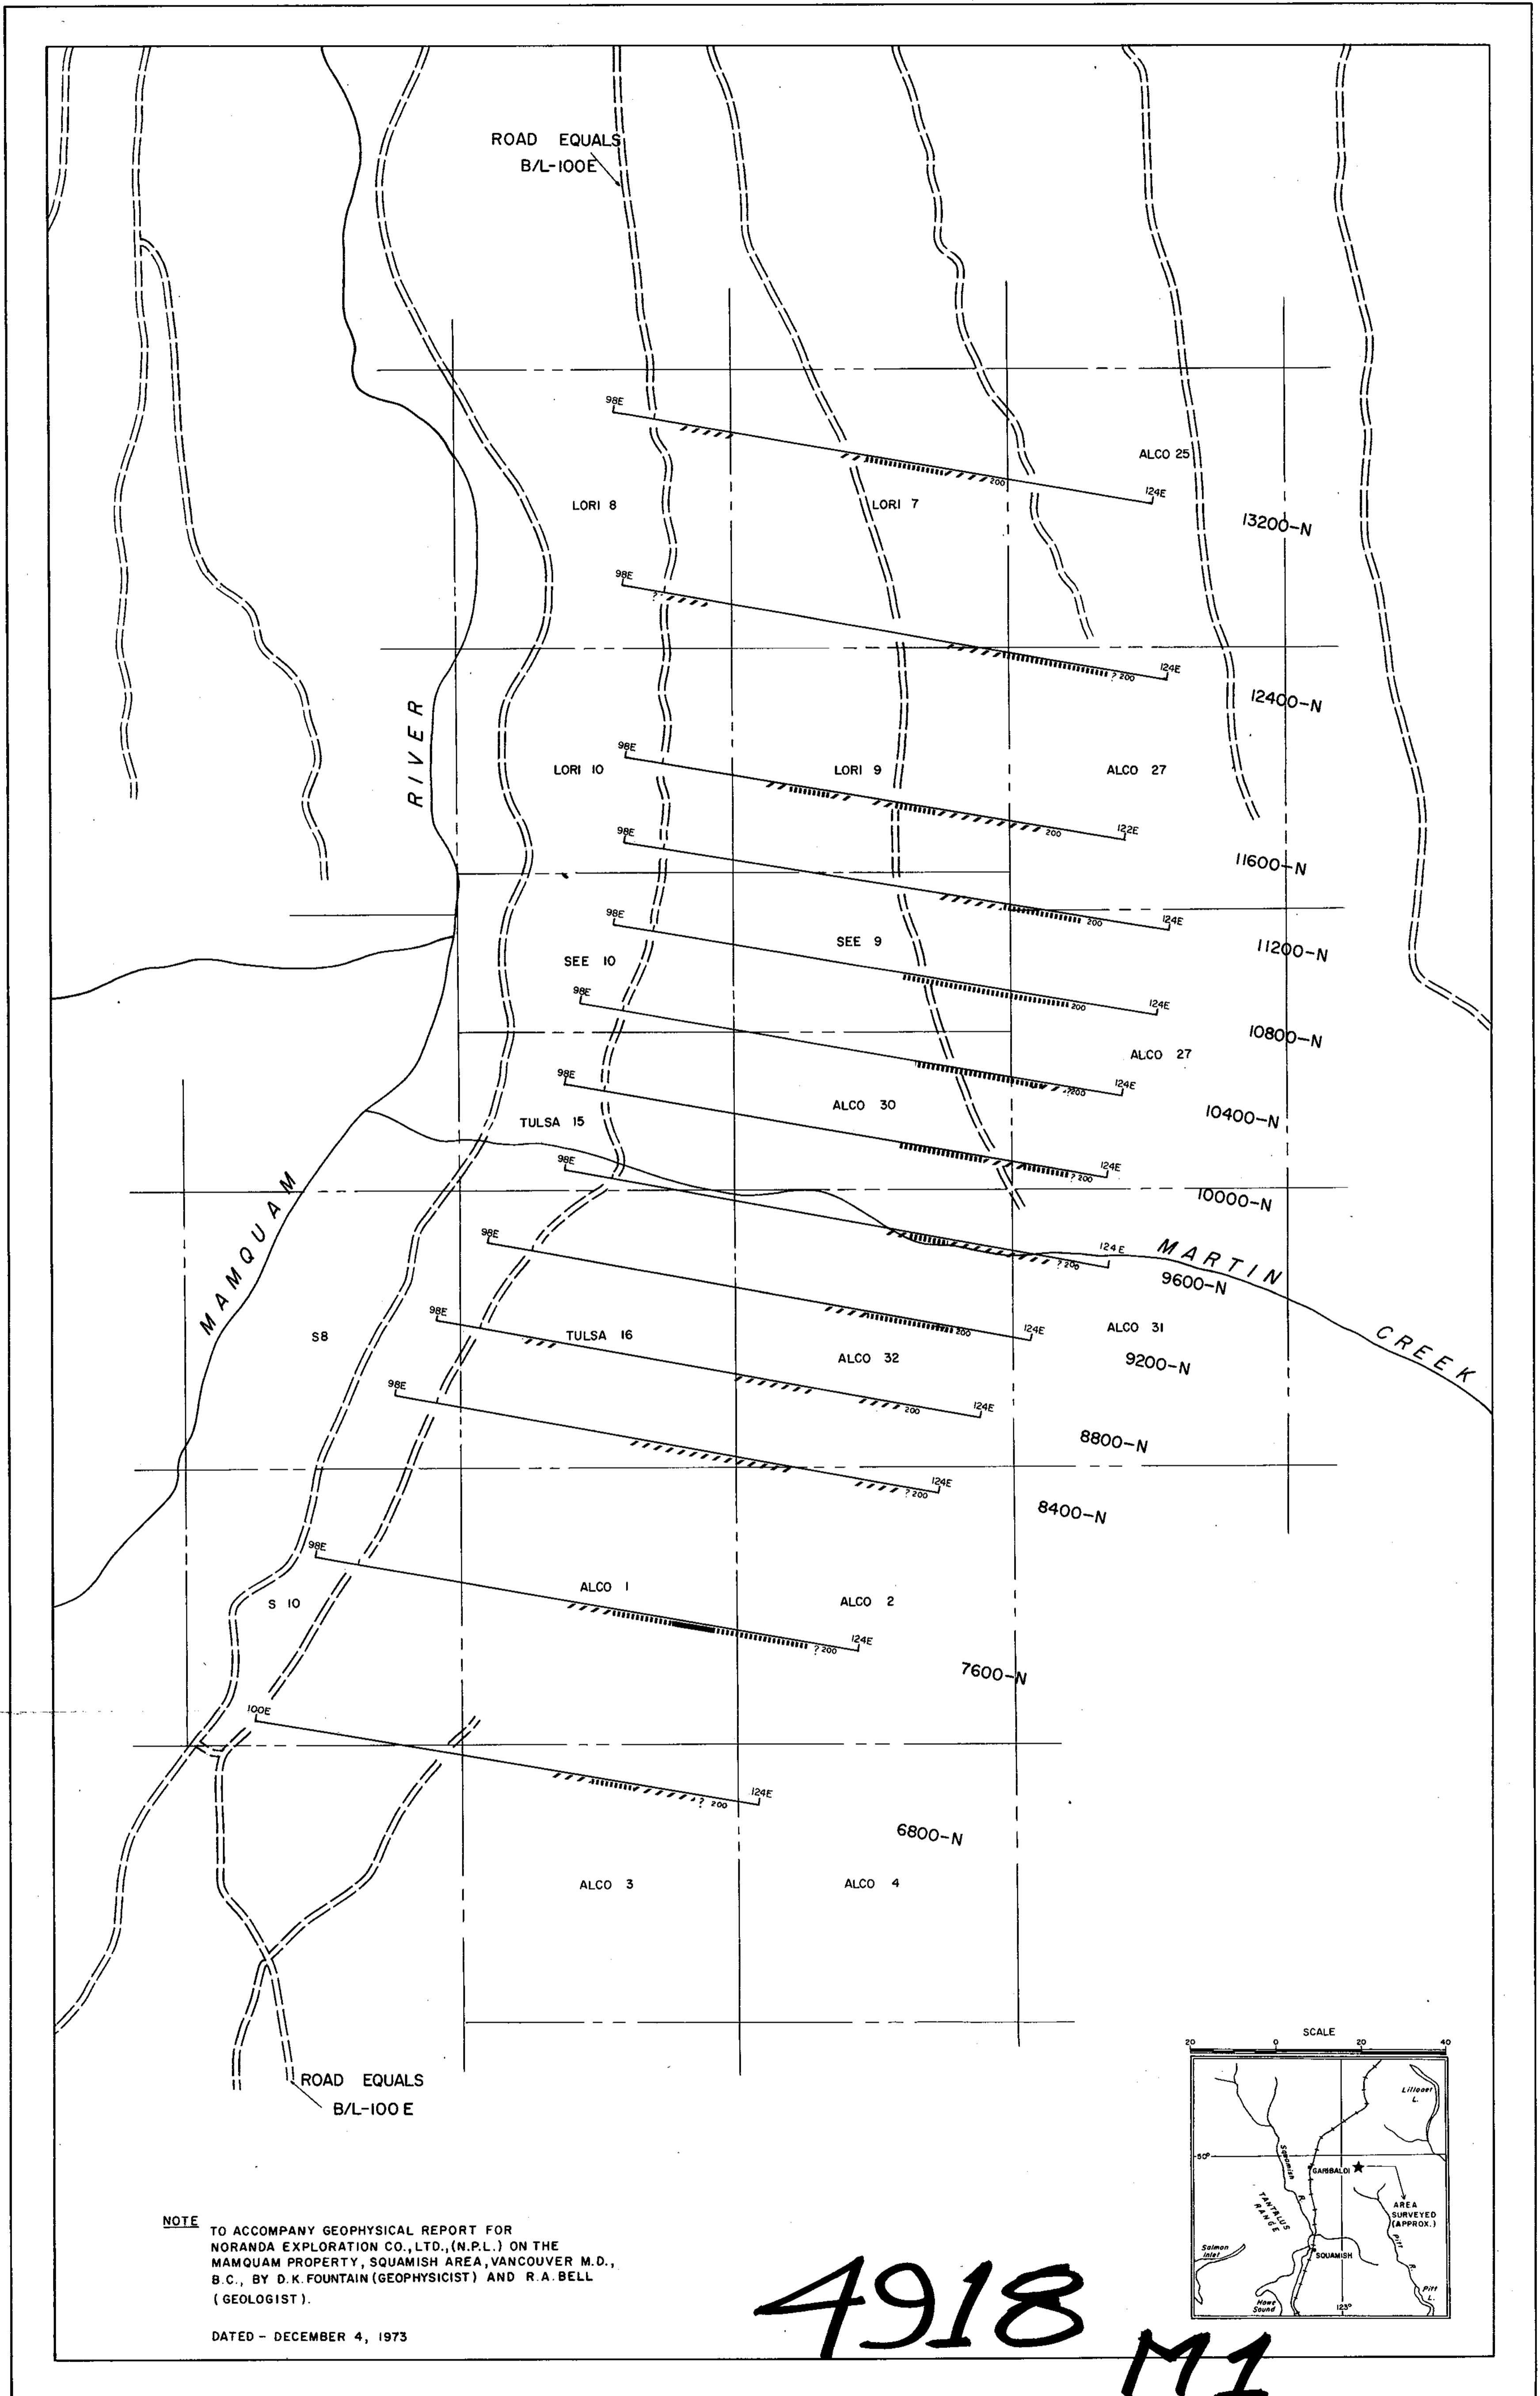 ROAD EQUALS
B/L-100E
98E
ALCO 25
200
124E
LORI 8
LORI 7
13200-N
98E
?
124E
? 200
12400-N
RIVER
98E
LORI 10
LORI 9
ALCO 27
200
122E
98E
11600-N
200
124E
98E
SEE 9
11200-N
SEE 10
98E
200
124E
10800-N
ALCO 27
98E
?200
124E
ALCO 30
10400-N
TULSA 15
98E
? 200
124E
10000-N
MAMQUAM
98E
124 E
MARTIN
? 200
9600-N
98E
S8
TULSA 16
200
124E
ALCO 31
CREEK
ALCO 32
9200-N
98E
200
124E
8800-N
? 200
124E
8400-N
98E
ALCO 1
S 10
ALCO 2
? 200
124E
7600-N
100E
? 200
124E
6800-N
ALCO 3
ALCO 4
ROAD EQUALS
B/L-100 E
SCALE
20 0 20 40
Lillooet
L.
50°
Squamish
R.
GARIBALDI
TANTALUS
RANGE
AREA
SURVEYED
(APPROX.)
Pitt
R.
Salmon
Inlet
SQUAMISH
Howe
Sound
123°
Pitt
L.
NOTE
TO ACCOMPANY GEOPHYSICAL REPORT FOR
NORANDA EXPLORATION CO., LTD., (N.P.L.) ON THE
MAMQUAM PROPERTY, SQUAMISH AREA, VANCOUVER M.D.,
B.C., BY D.K. FOUNTAIN (GEOPHYSICIST) AND R.A. BELL
(GEOLOGIST).
DATED - DECEMBER 4, 1973
4918
M1